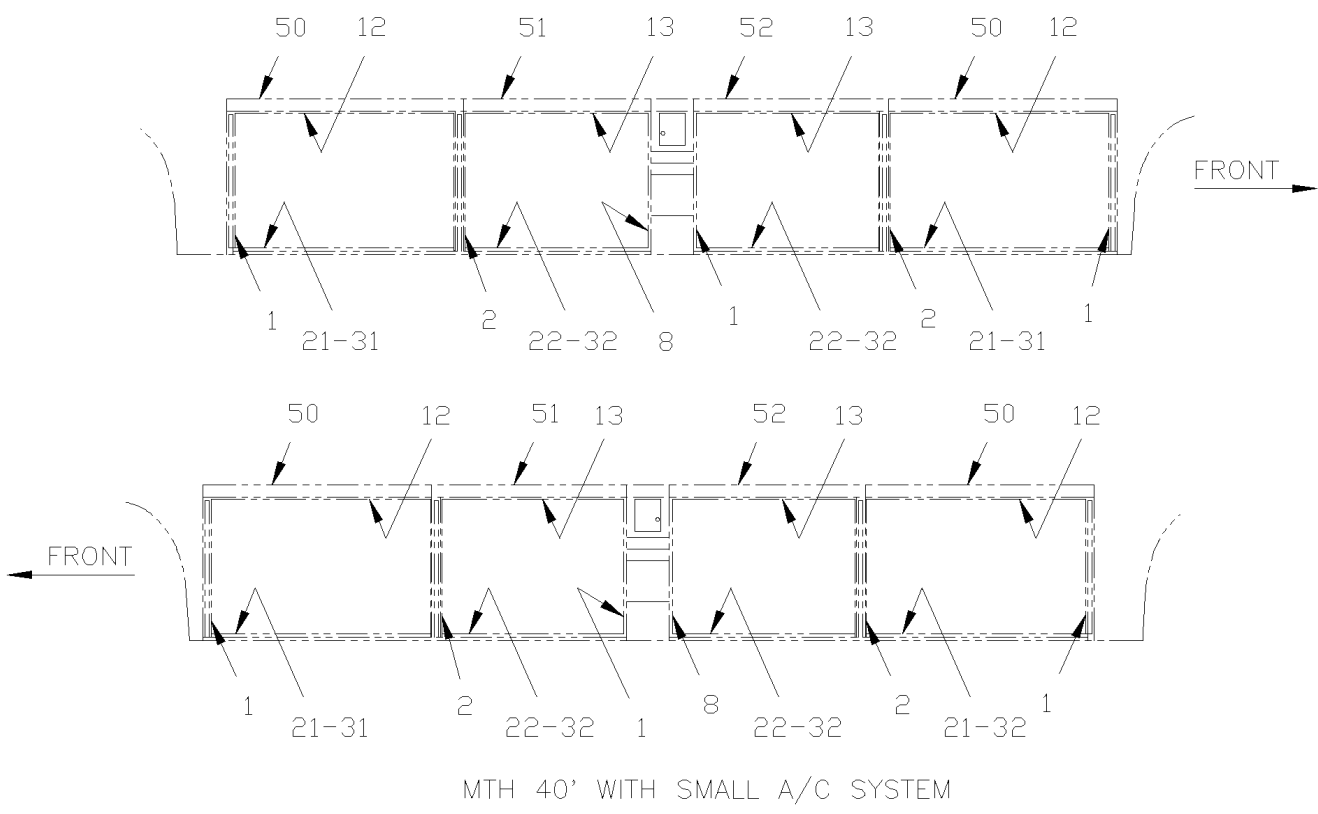 50 12 51 13 52 13 50 12
FRONT
1 21-31 2 22-32 8 1 22-32 2 21-31 1
50 12 51 13 52 13 50 12
FRONT
1 21-31 2 22-32 1 8 22-32 2 21-32 1
MTH 40' WITH SMALL A/C SYSTEM